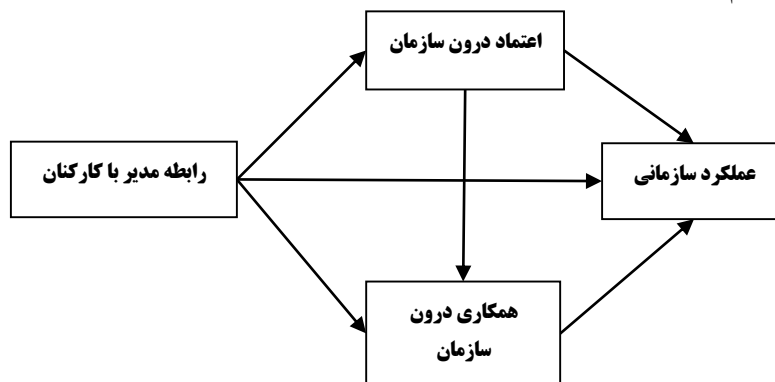 اعتماد درون سازمان
رابطه مدیر با کارکنان
عملکرد سازمانی
همکاری درون
سازمان